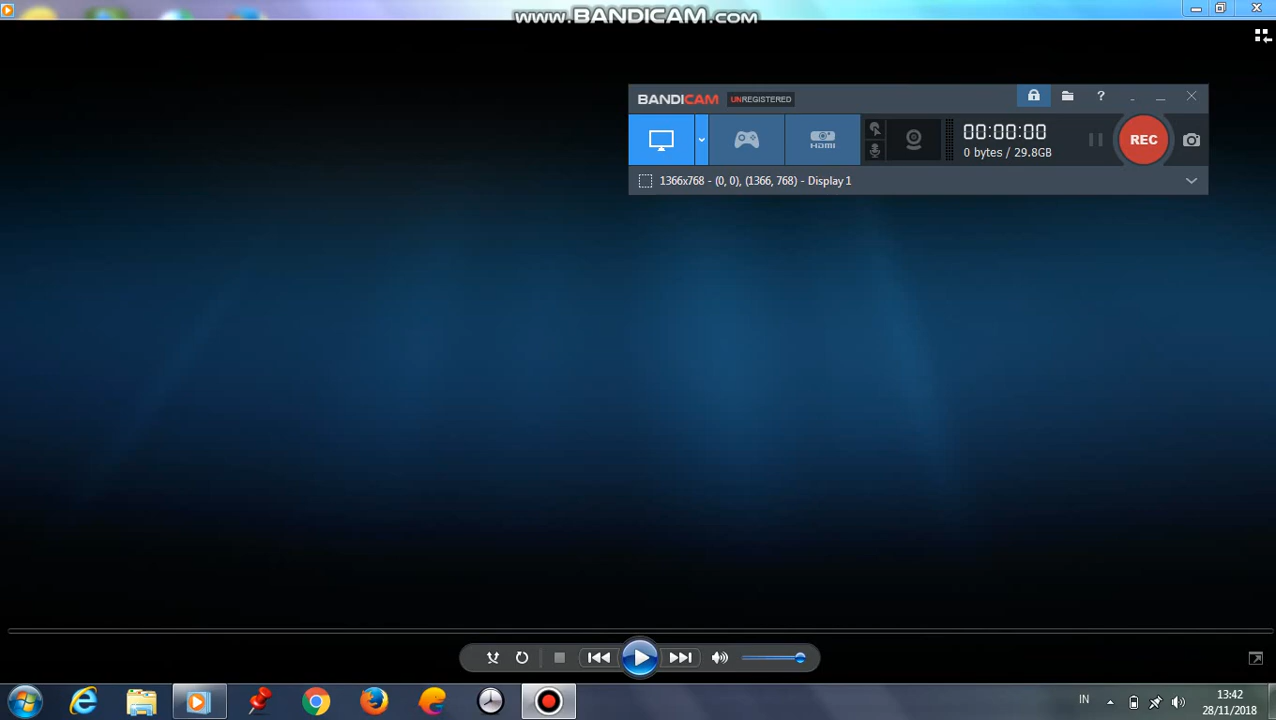 www.BANDICAM.com
BANDICAM UNREGISTERED ?
HDMI
00:00:00
0 bytes / 29.8GB
REC
1366x768 - (0, 0), (1366, 768) - Display 1
IN
13:42
28/11/2018